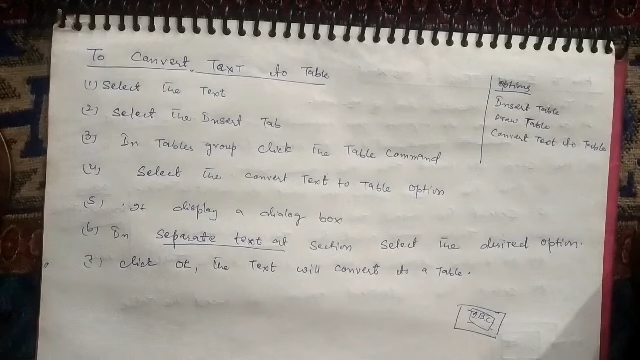 To Convert Taxt to Table
(1) Select the Text
(2) Select the Insert Tab
(3) In Tables group click the Table Command
(4) Select the convert Text to Table option
(5) It display a dialog box
(6) In Separate text at section select the desired option.
(7) click ok, the Text will convert to a Table.
options
Insert Table
Draw Table
Convert Text to Table